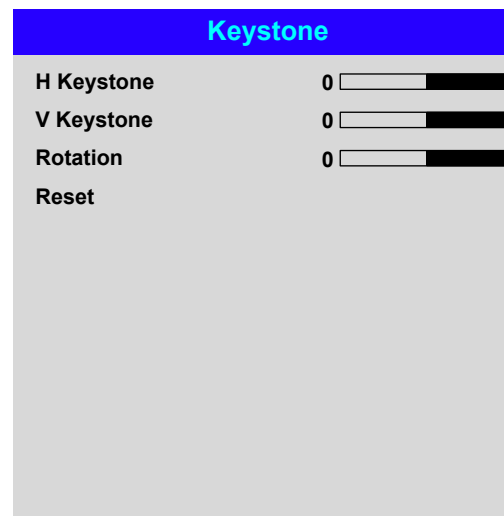 Keystone
H Keystone 0
V Keystone 0
Rotation 0
Reset